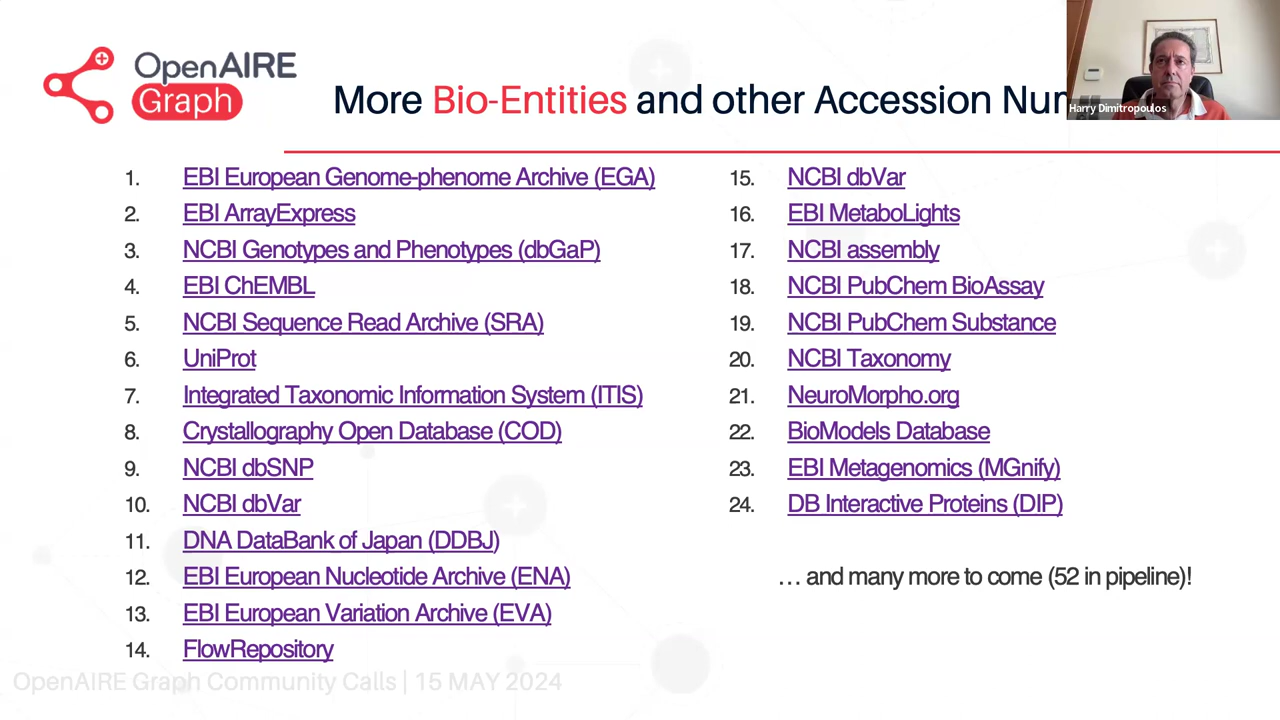 OpenAIRE
Graph
More Bio-Entities and other Accession Num
Harry Dimitropoulos
1. EBI European Genome-phenome Archive (EGA)
2. EBI ArrayExpress
3. NCBI Genotypes and Phenotypes (dbGaP)
4. EBI ChEMBL
5. NCBI Sequence Read Archive (SRA)
6. UniProt
7. Integrated Taxonomic Information System (ITIS)
8. Crystallography Open Database (COD)
9. NCBI dbSNP
10. NCBI dbVar
11. DNA DataBank of Japan (DDBJ)
12. EBI European Nucleotide Archive (ENA)
13. EBI European Variation Archive (EVA)
14. FlowRepository
15. NCBI dbVar
16. EBI MetaboLights
17. NCBI assembly
18. NCBI PubChem BioAssay
19. NCBI PubChem Substance
20. NCBI Taxonomy
21. NeuroMorpho.org
22. BioModels Database
23. EBI Metagenomics (MGnify)
24. DB Interactive Proteins (DIP)
… and many more to come (52 in pipeline)!
OpenAIRE Graph Community Calls | 15 MAY 2024